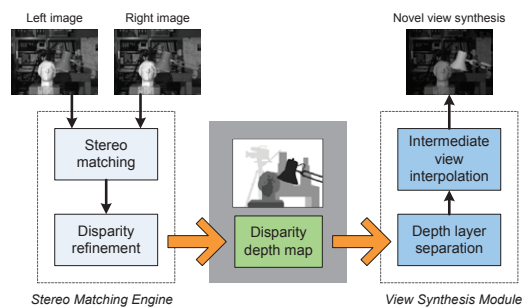 Left image
Right image
Novel view synthesis
Stereo
matching
Disparity
refinement
Disparity
depth map
Intermediate
view
interpolation
Depth layer
separation
Stereo Matching Engine
View Synthesis Module